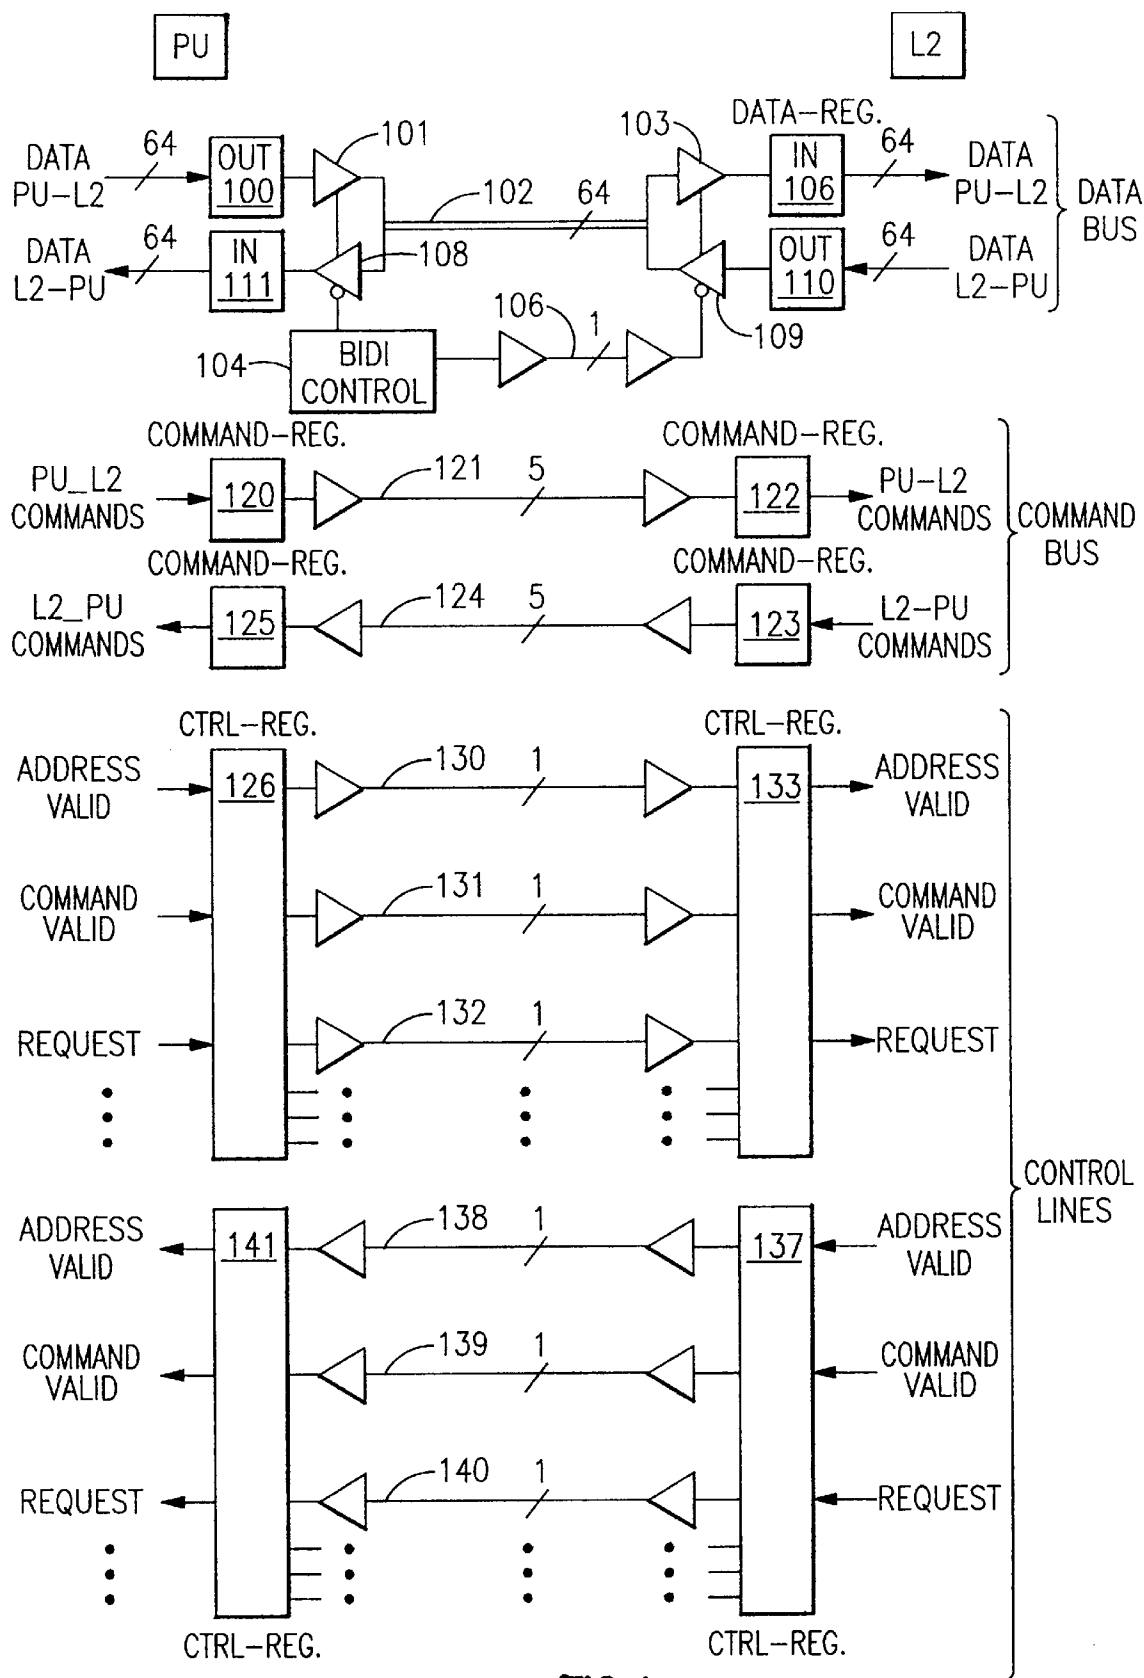 PU
L2
DATA-REG.
DATA
PU-L2
64
OUT
100
101
103
IN
106
64
DATA
PU-L2
102
64
DATA
BUS
DATA
L2-PU
64
IN
111
108
OUT
110
64
DATA
L2-PU
109
104
BIDI
CONTROL
106
1
COMMAND-REG.
COMMAND-REG.
PU_L2
COMMANDS
120
121
5
122
PU-L2
COMMANDS
COMMAND
BUS
COMMAND-REG.
COMMAND-REG.
L2_PU
COMMANDS
125
124
5
123
L2-PU
COMMANDS
CTRL-REG.
CTRL-REG.
ADDRESS
VALID
126
130
1
133
ADDRESS
VALID
COMMAND
VALID
131
1
COMMAND
VALID
REQUEST
132
1
REQUEST
CONTROL
LINES
ADDRESS
VALID
141
138
1
137
ADDRESS
VALID
COMMAND
VALID
139
1
COMMAND
VALID
REQUEST
140
1
REQUEST
CTRL-REG.
CTRL-REG.